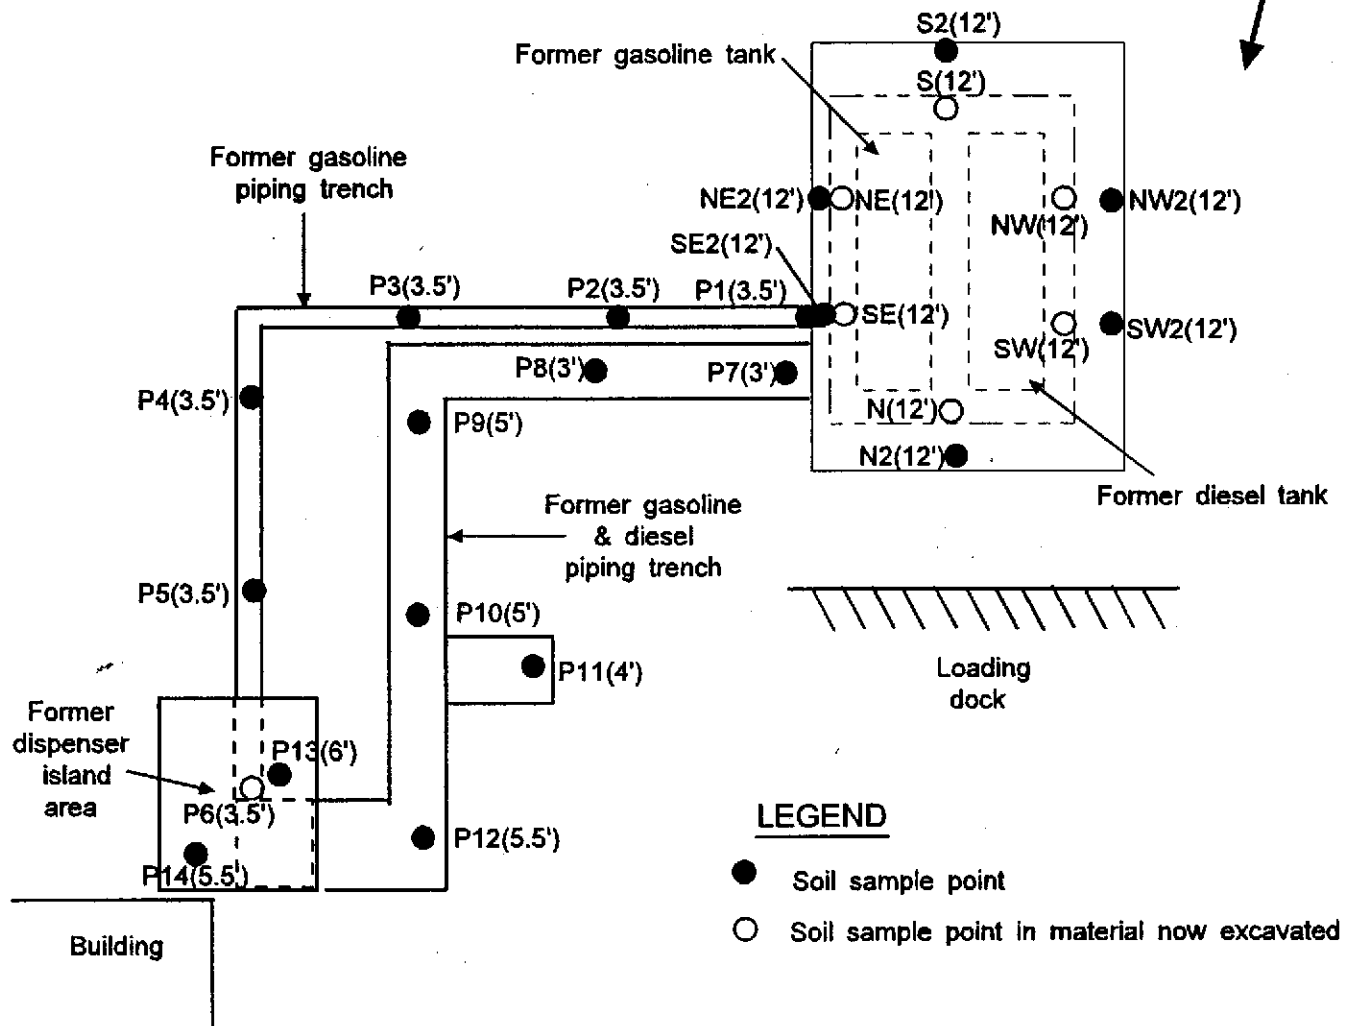 S2(12')
Former gasoline tank
S(12')
Former gasoline
piping trench
NE2(12')
NE(12')
NW(12')
NW2(12')
SE2(12')
P3(3.5')
P2(3.5')
P1(3.5')
SE(12')
SW(12')
SW2(12')
P8(3')
P7(3')
P4(3.5')
N(12')
P9(5')
N2(12')
Former diesel tank
Former gasoline
& diesel
piping trench
P5(3.5')
P10(5')
P11(4')
Loading
dock
Former
dispenser
island
area
P13(6')
P6(3.5')
P12(5.5')
P14(5.5')
LEGEND
Soil sample point
Soil sample point in material now excavated
Building